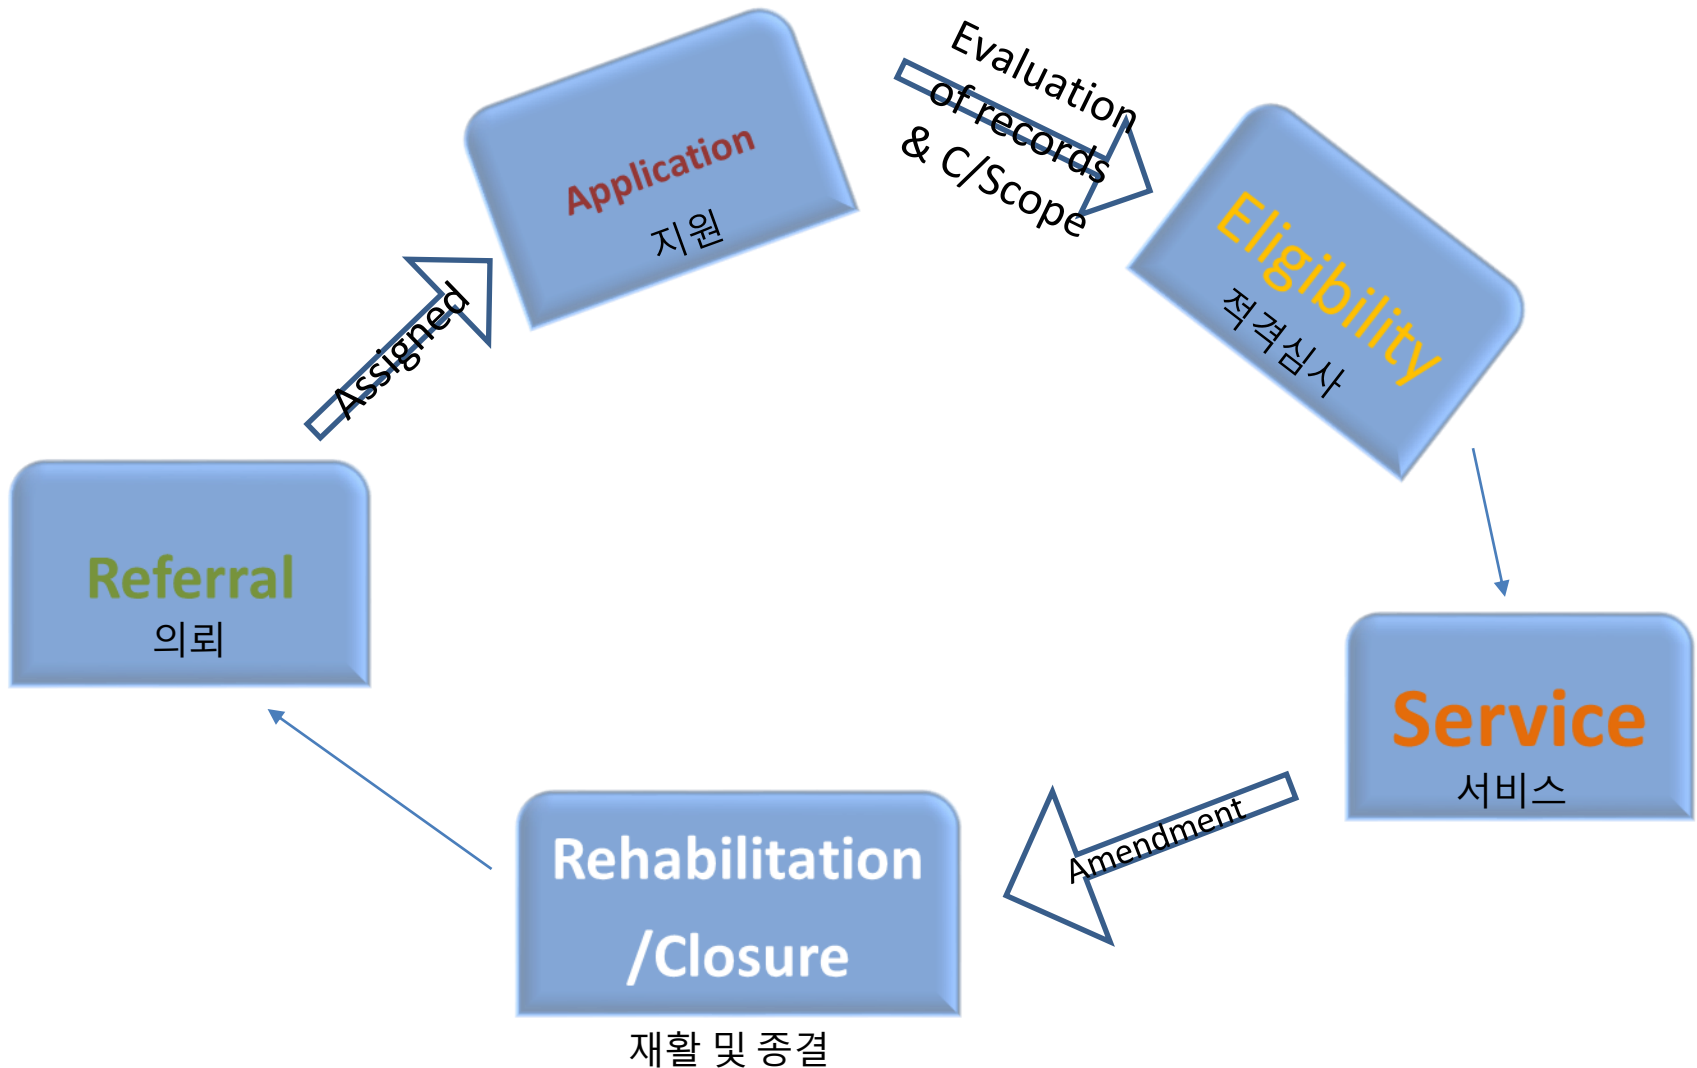 Application
지원
Evaluation
of records
& C/Scope
Eligibility
적격심사
Assigned
Referral
의뢰
Service
서비스
Amendment
Rehabilitation
/Closure
재활 및 종결